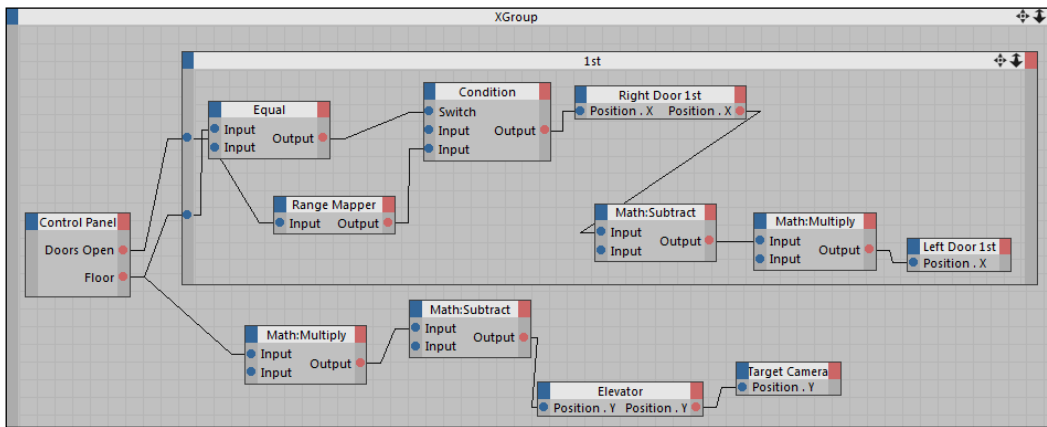 XGroup
1st
Equal
Input
Input
Output
Condition
Switch
Input
Input
Output
Right Door 1st
Position . X Position . X
Range Mapper
Input Output
Control Panel
Doors Open
Floor
Math:Subtract
Input
Input
Output
Math:Multiply
Input
Input
Output
Left Door 1st
Position . X
Math:Multiply
Input
Input
Output
Math:Subtract
Input
Input
Output
Elevator
Position . Y Position . Y
Target Camera
Position . Y